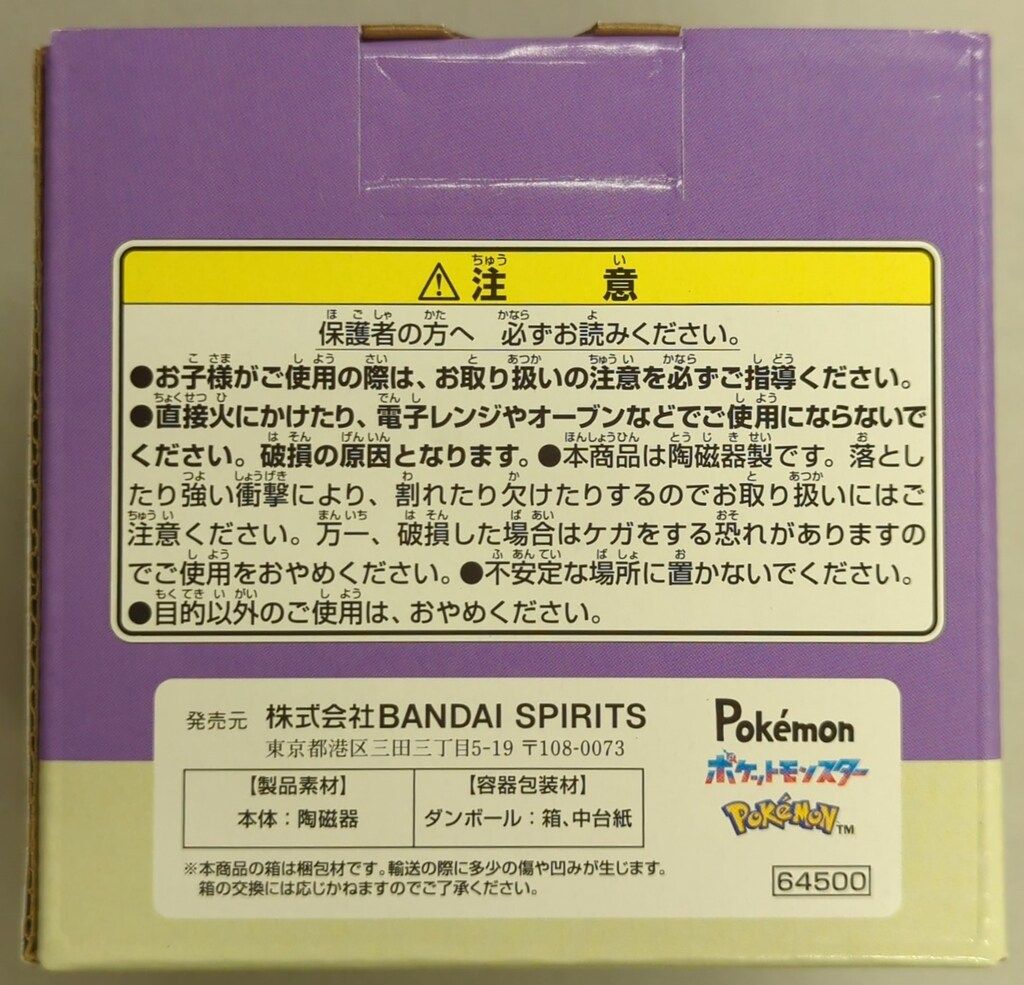 ⚠注　意
保護者の方へ　必ずお読みください。
●お子様がご使用の際は、お取り扱いの注意を必ずご指導ください。
●直接火にかけたり、電子レンジやオーブンなどでご使用にならないで
ください。破損の原因となります。●本商品は陶磁器製です。落とし
たり強い衝撃により、割れたり欠けたりするのでお取り扱いにはご
注意ください。万一、破損した場合はケガをする恐れがありますの
でご使用をおやめください。●不安定な場所に置かないでください。
●目的以外のご使用は、おやめください。
発売元 株式会社BANDAI SPIRITS
東京都港区三田三丁目5-19 〒108-0073
【製品素材】 【容器包装材】
本体：陶磁器 ダンボール：箱、中台紙
※本商品の箱は梱包材です。輸送の際に多少の傷や凹みが生じます。
箱の交換には応じかねますのでご了承ください。
Pokémon
ポケットモンスター
POKéMON™
64500